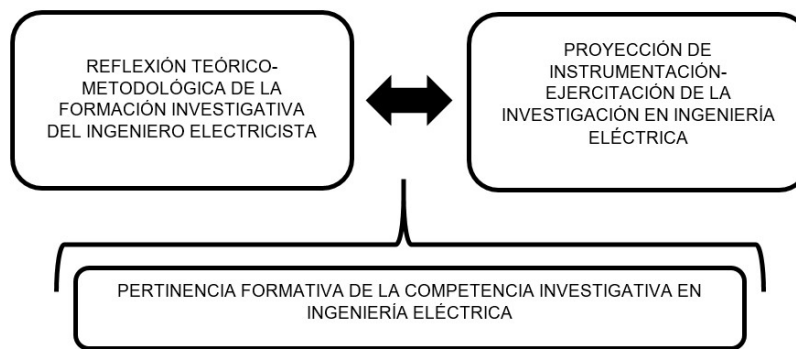 REFLEXIÓN TEÓRICO-
METODOLÓGICA DE LA
FORMACIÓN INVESTIGATIVA
DEL INGENIERO ELECTRICISTA
PROYECCIÓN DE
INSTRUMENTACIÓN-
EJERCITACIÓN DE LA
INVESTIGACIÓN EN INGENIERÍA
ELÉCTRICA
PERTINENCIA FORMATIVA DE LA COMPETENCIA INVESTIGATIVA EN
INGENIERÍA ELÉCTRICA